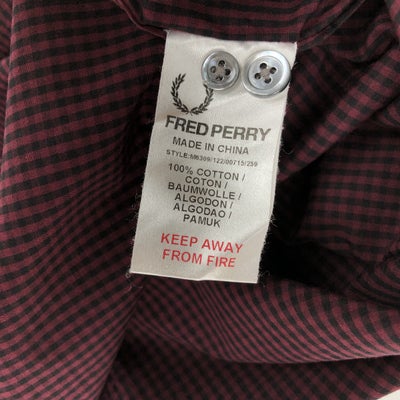 FRED PERRY
MADE IN CHINA
STYLE:M6309/122/00715/259
100% COTTON/
COTON/
BAUMWOLLE/
ALGODON/
ALGODAO/
PAMUK
KEEP AWAY
FROM FIRE